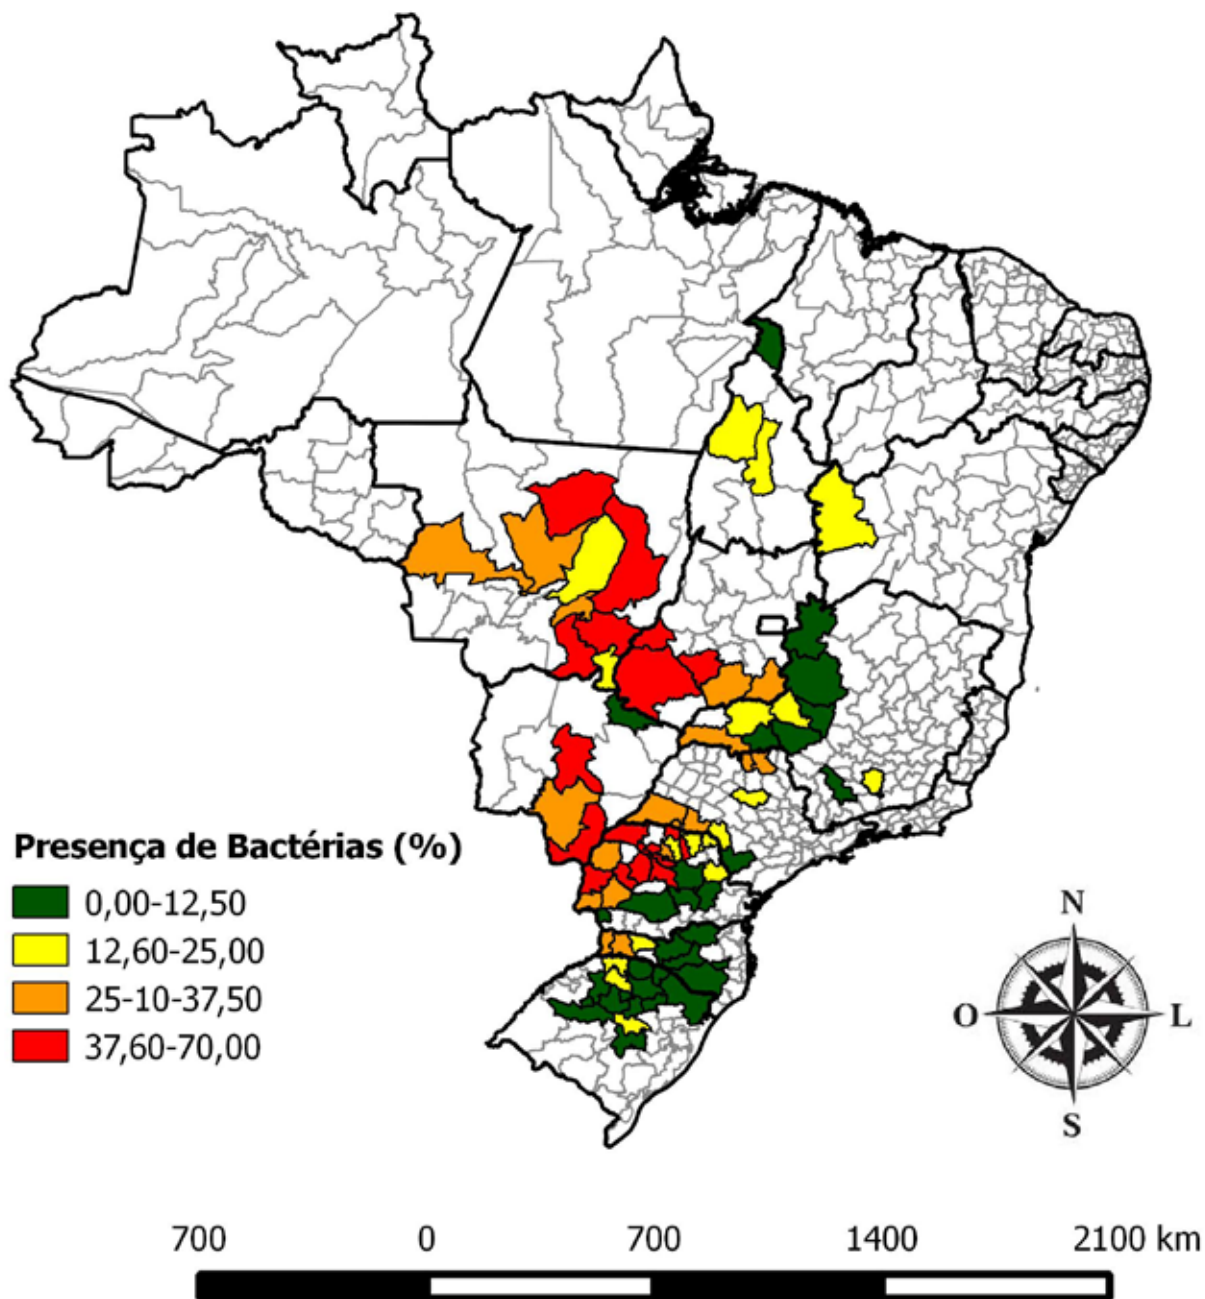 Presença de Bactérias (%)
0,00-12,50
12,60-25,00
25-10-37,50
37,60-70,00
N
O L
S
700 0 700 1400 2100 km